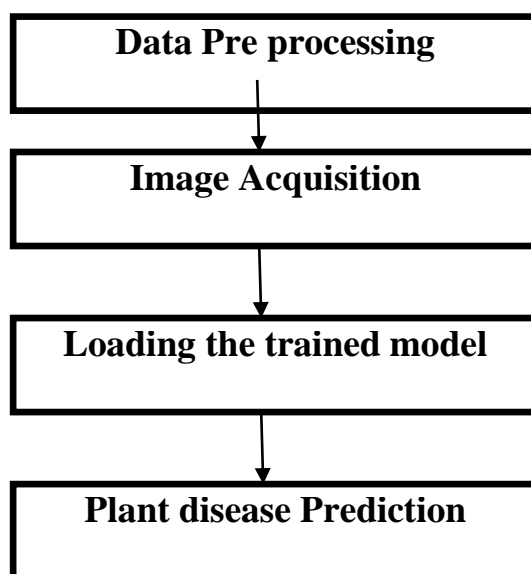 Data Pre processing
Image Acquisition
Loading the trained model
Plant disease Prediction